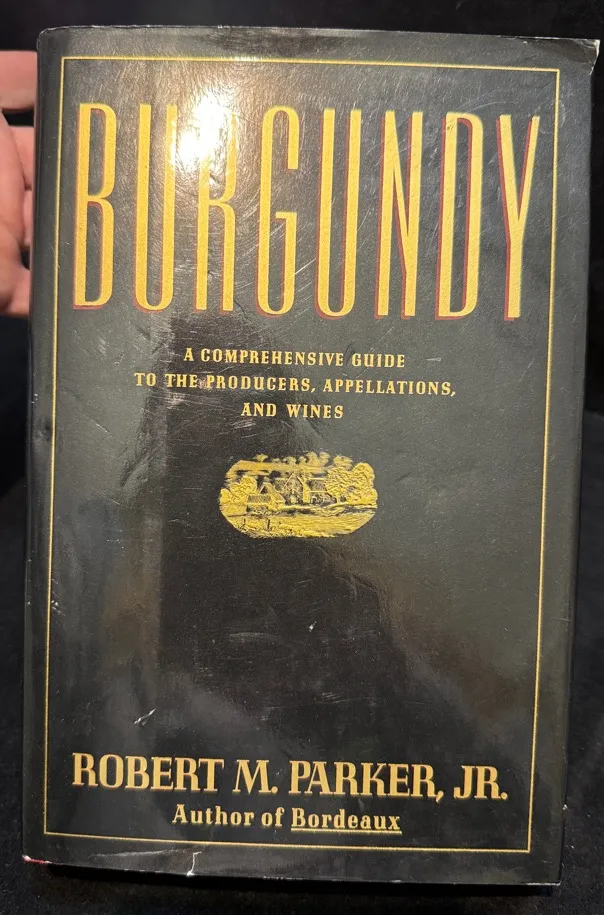 BURGUNDY
A COMPREHENSIVE GUIDE
TO THE PRODUCERS, APPELLATIONS,
AND WINES
ROBERT M. PARKER, JR.
Author of Bordeaux